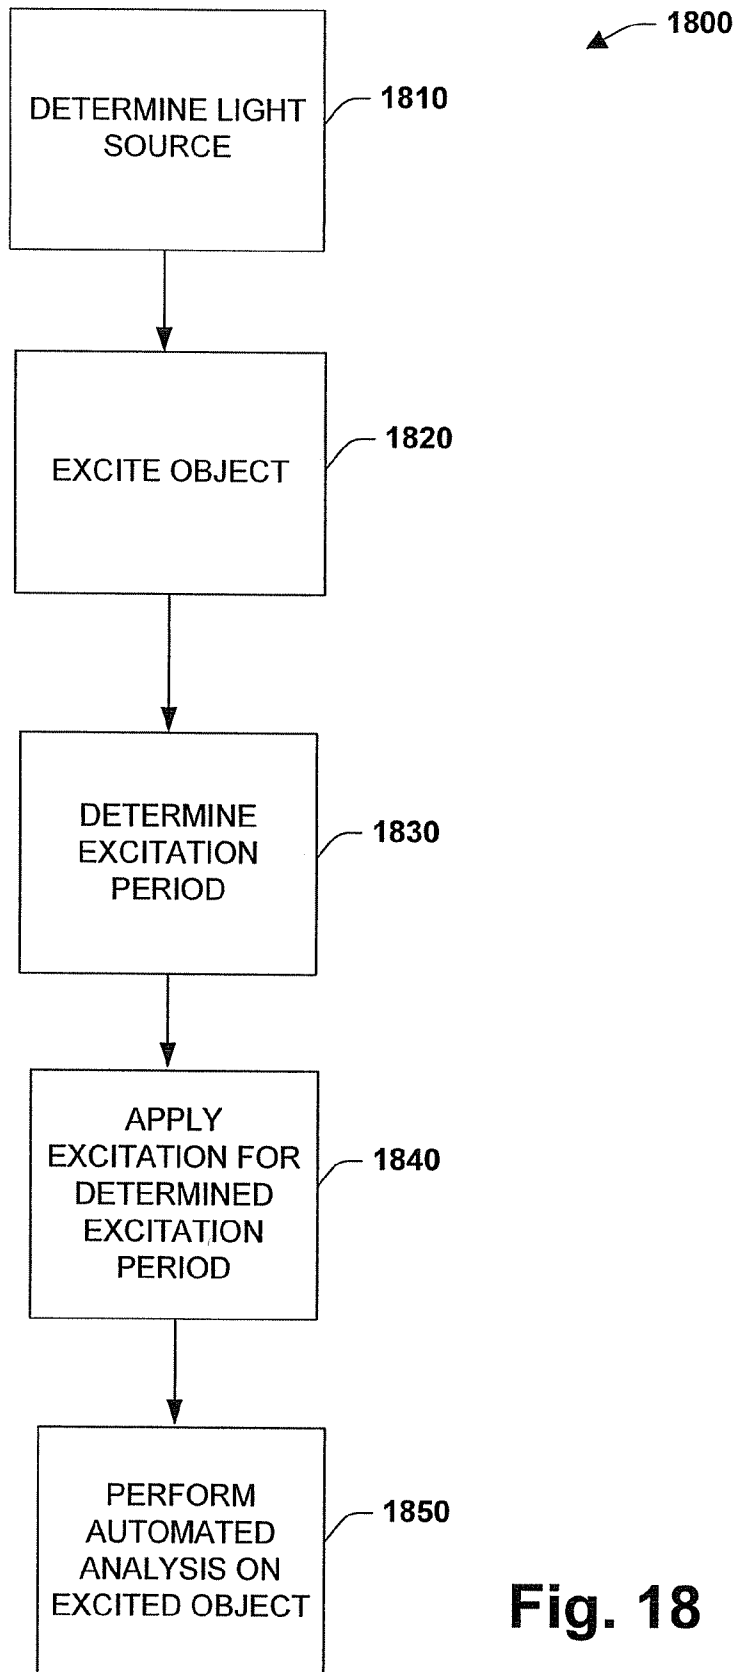 1800
DETERMINE LIGHT
SOURCE
1810
EXCITE OBJECT
1820
DETERMINE
EXCITATION
PERIOD
1830
APPLY
EXCITATION FOR
DETERMINED
EXCITATION
PERIOD
1840
PERFORM
AUTOMATED
ANALYSIS ON
EXCITED OBJECT
1850
Fig. 18